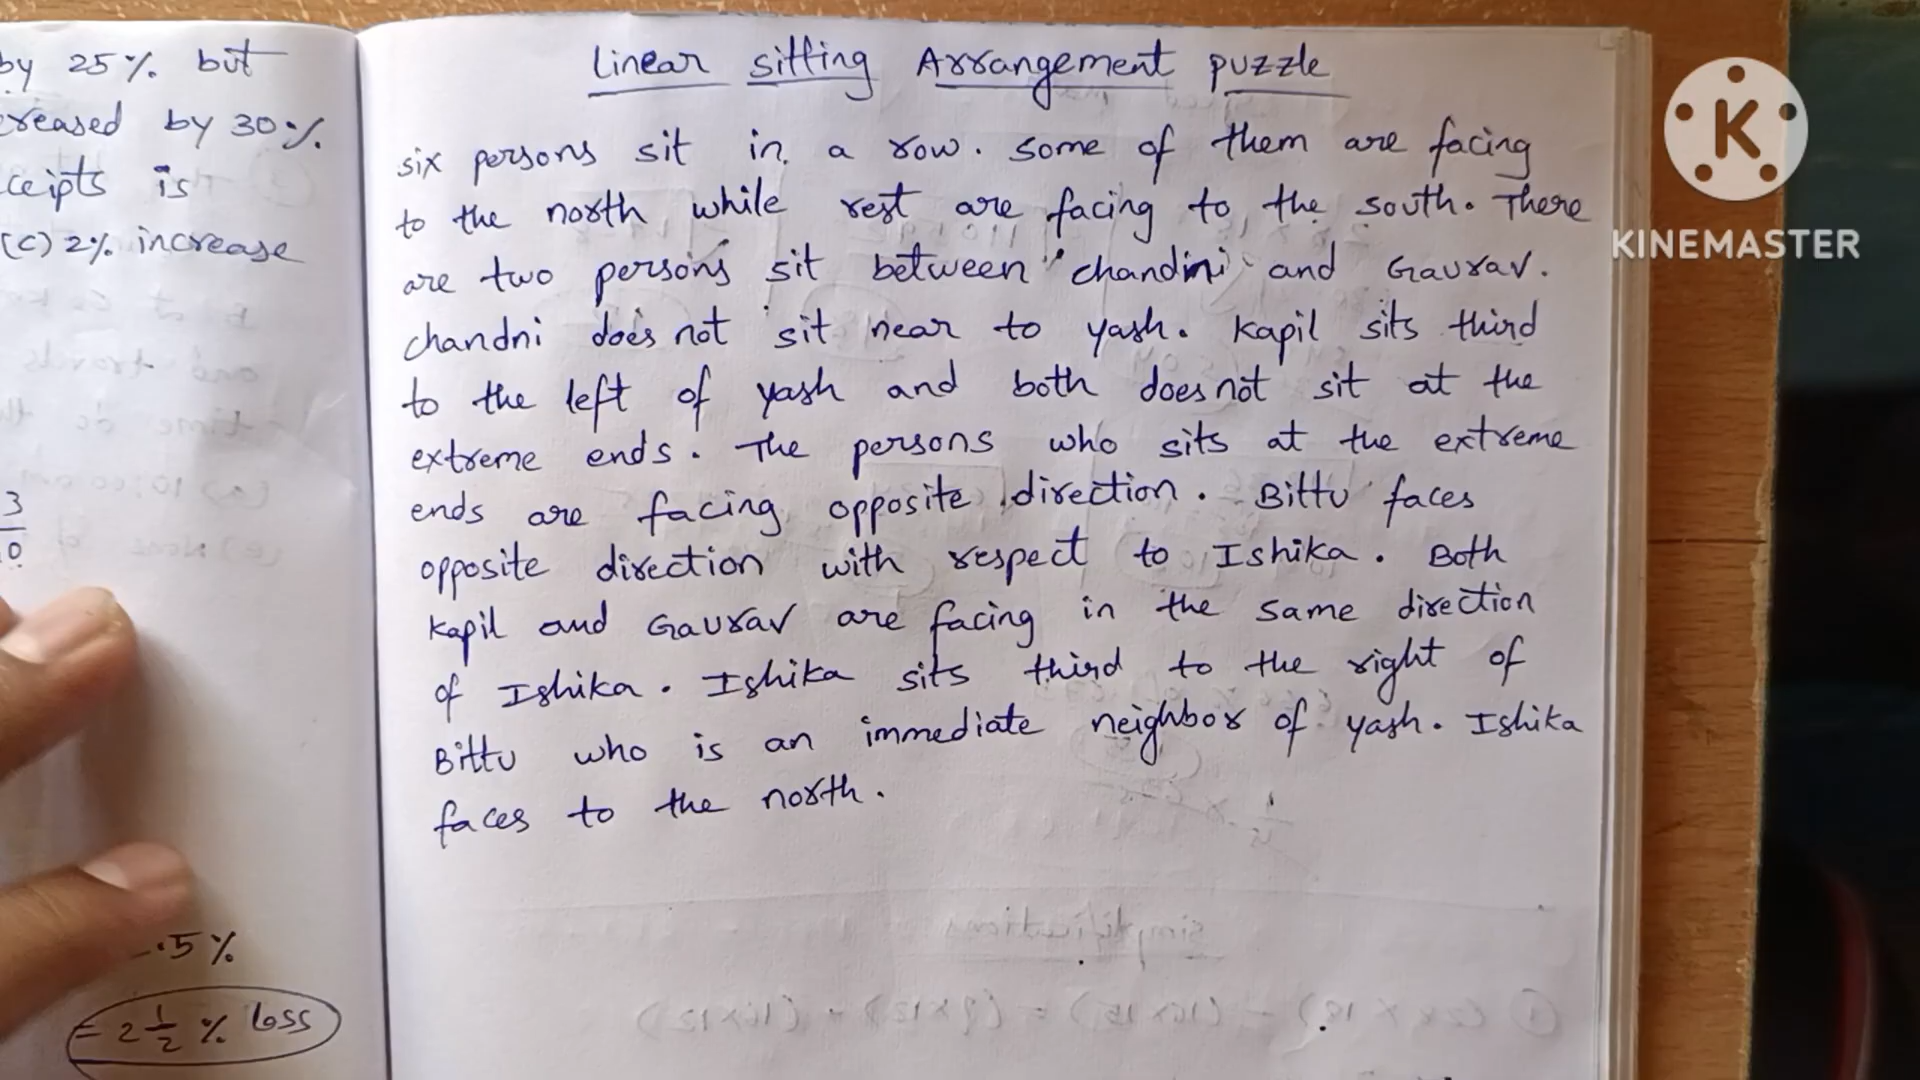 by 25% but
creased by 30%.
ceipts is
(c) 2% increase
3
0
.5%
= 2 1/2 % loss
Linear sitting Arrangement puzzle
six persons sit in a row. some of them are facing
to the north while rest are facing to the south. There
are two persons sit between chandni and Gaurav.
chandni does not sit near to yash. Kapil sits third
to the left of yash and both does not sit at the
extreme ends. The persons who sits at the extreme
ends are facing opposite direction. Bittu faces
opposite direction with respect to Ishika. Both
Kapil and Gaurav are facing in the same direction
of Ishika. Ishika sits third to the right of
Bittu who is an immediate neighbor of yash. Ishika
faces to the north.
K
KINEMASTER